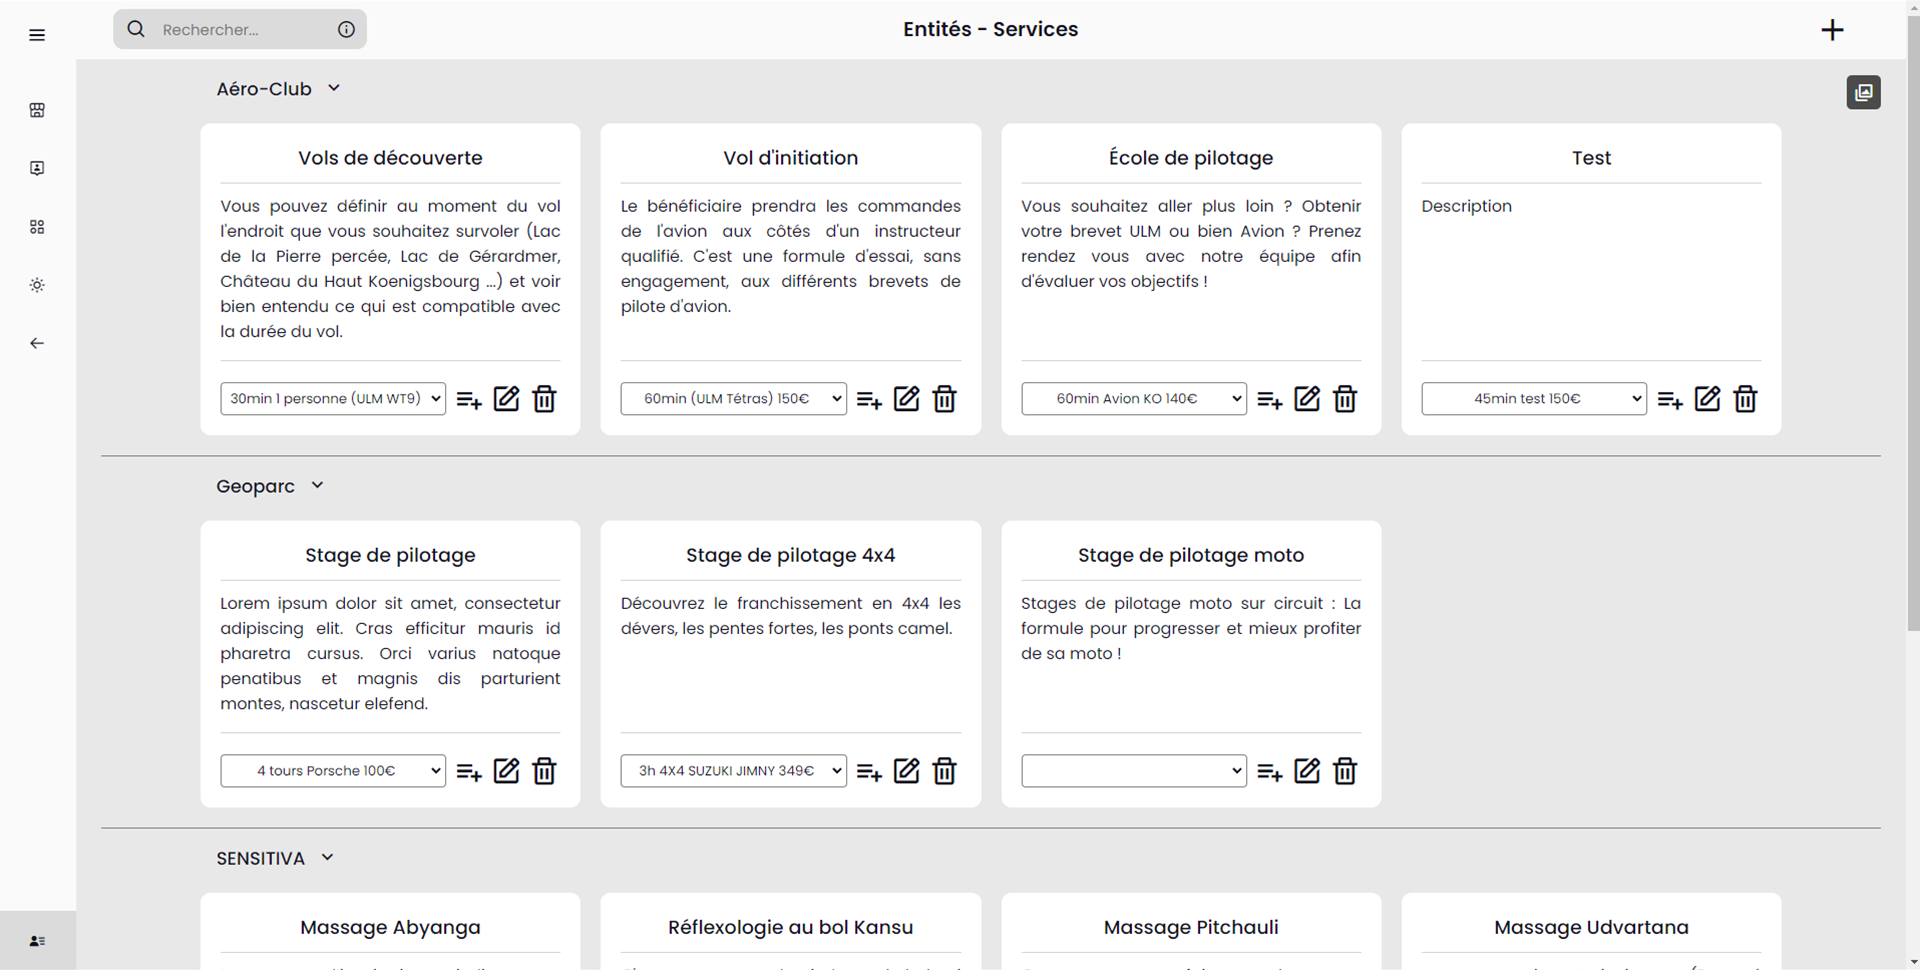 Rechercher...
Entités - Services
Aéro-Club
Vols de découverte
Vous pouvez définir au moment du vol
l'endroit que vous souhaitez survoler (Lac
de la Pierre percée, Lac de Gérardmer,
Château du Haut Koenigsbourg ...) et voir
bien entendu ce qui est compatible avec
la durée du vol.
30min 1 personne (ULM WT9)
Vol d'initiation
Le bénéficiaire prendra les commandes
de l'avion aux côtés d'un instructeur
qualifié. C'est une formule d'essai, sans
engagement, aux différents brevets de
pilote d'avion.
60min (ULM Tétras) 150€
École de pilotage
Vous souhaitez aller plus loin ? Obtenir
votre brevet ULM ou bien Avion ? Prenez
rendez vous avec notre équipe afin
d'évaluer vos objectifs !
60min Avion KO 140€
Test
Description
45min test 150€
Geoparc
Stage de pilotage
Lorem ipsum dolor sit amet, consectetur
adipiscing elit. Cras efficitur mauris id
pharetra cursus. Orci varius natoque
penatibus et magnis dis parturient
montes, nascetur elefend.
4 tours Porsche 100€
Stage de pilotage 4x4
Découvrez le franchissement en 4x4 les
dévers, les pentes fortes, les ponts camel.
3h 4X4 SUZUKI JIMNY 349€
Stage de pilotage moto
Stages de pilotage moto sur circuit : La
formule pour progresser et mieux profiter
de sa moto !
SENSITIVA
Massage Abyanga
Réflexologie au bol Kansu
Massage Pitchauli
Massage Udvartana